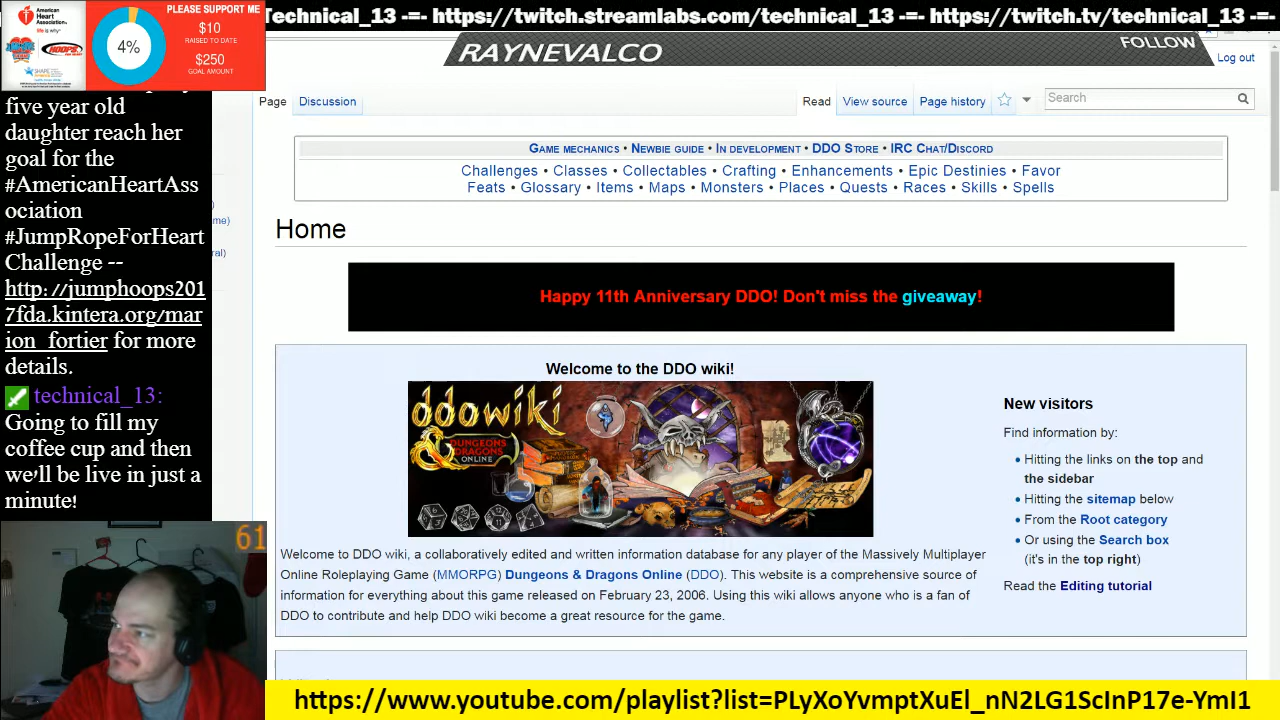 American
Heart
Association
life is why
HOOPS
SHAPE
4%
PLEASE SUPPORT ME
$10
RAISED TO DATE
$250
GOAL AMOUNT
Technical_13 -=- https://twitch.streamlabs.com/technical_13 -=- https://twitch.tv/technical_13 -=-
RAYNEVALCO
FOLLOW
Log out
Page
Discussion
Read
View source
Page history
Search
five year old
daughter reach her
goal for the
#AmericanHeartAss
ociation
#JumpRopeForHeart
Challenge --
http://jumphoops201
7fda.kintera.org/mar
ion_fortier for more
details.
technical_13:
Going to fill my
coffee cup and then
we'll be live in just a
minute!
61
Game mechanics • Newbie guide • In development • DDO Store • IRC Chat/Discord
Challenges • Classes • Collectables • Crafting • Enhancements • Epic Destinies • Favor
Feats • Glossary • Items • Maps • Monsters • Places • Quests • Races • Skills • Spells
Home
Happy 11th Anniversary DDO! Don't miss the giveaway!
Welcome to the DDO wiki!
ddowiki
DUNGEONS
DRAGONS
ONLINE
Welcome to DDO wiki, a collaboratively edited and written information database for any player of the Massively Multiplayer
Online Roleplaying Game (MMORPG) Dungeons & Dragons Online (DDO). This website is a comprehensive source of
information for everything about this game released on February 23, 2006. Using this wiki allows anyone who is a fan of
DDO to contribute and help DDO wiki become a great resource for the game.
New visitors
Find information by:
• Hitting the links on the top and
the sidebar
• Hitting the sitemap below
• From the Root category
• Or using the Search box
(it's in the top right)
Read the Editing tutorial
https://www.youtube.com/playlist?list=PLyXoYvmptXuEl_nN2LG1ScInP17e-YmI1